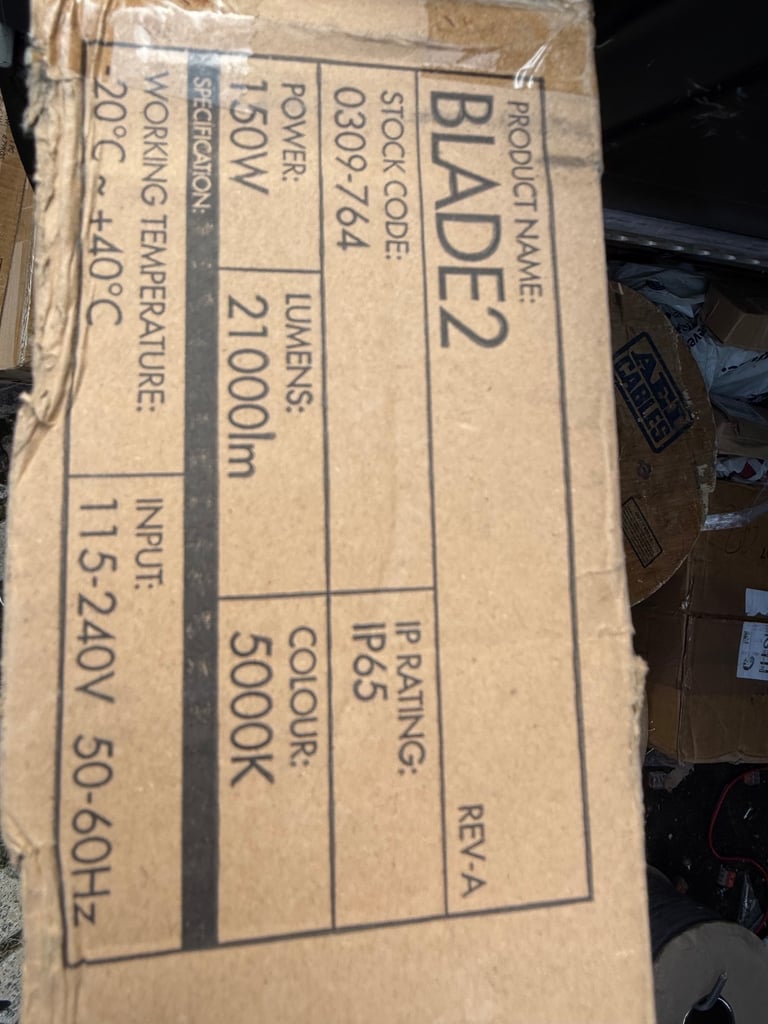 PRODUCT NAME:
BLADE2
REV-A
STOCK CODE:
0309-764
IP RATING:
IP65
POWER:
150W
LUMENS:
21000lm
COLOUR:
5000K
SPECIFICATION:
WORKING TEMPERATURE:
-20°C ~ +40°C
INPUT:
115-240V 50-60Hz
AEI
CABLES